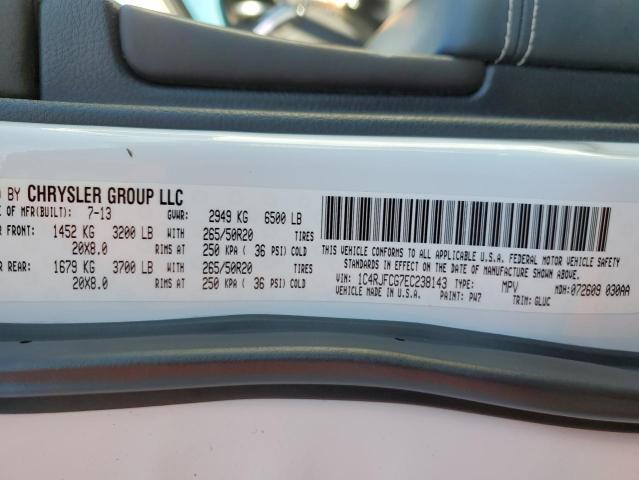 BY CHRYSLER GROUP LLC
OF MFR(BUILT): 7-13 GVWR: 2949 KG 6500 LB
FRONT: 1452 KG 3200 LB WITH 265/50R20 TIRES
20X8.0 RIMS AT 250 KPA ( 36 PSI) COLD
REAR: 1679 KG 3700 LB WITH 265/50R20 TIRES
20X8.0 RIMS AT 250 KPA ( 36 PSI) COLD
THIS VEHICLE CONFORMS TO ALL APPLICABLE U.S.A. FEDERAL MOTOR VEHICLE SAFETY
STANDARDS IN EFFECT ON THE DATE OF MANUFACTURE SHOWN ABOVE.
MADE IN U.S.A.
VIN: 1C4RJFCG7EC238143 TYPE: MPV MDH: 072609 030AA
PAINT: PW7 TRIM: GLUC